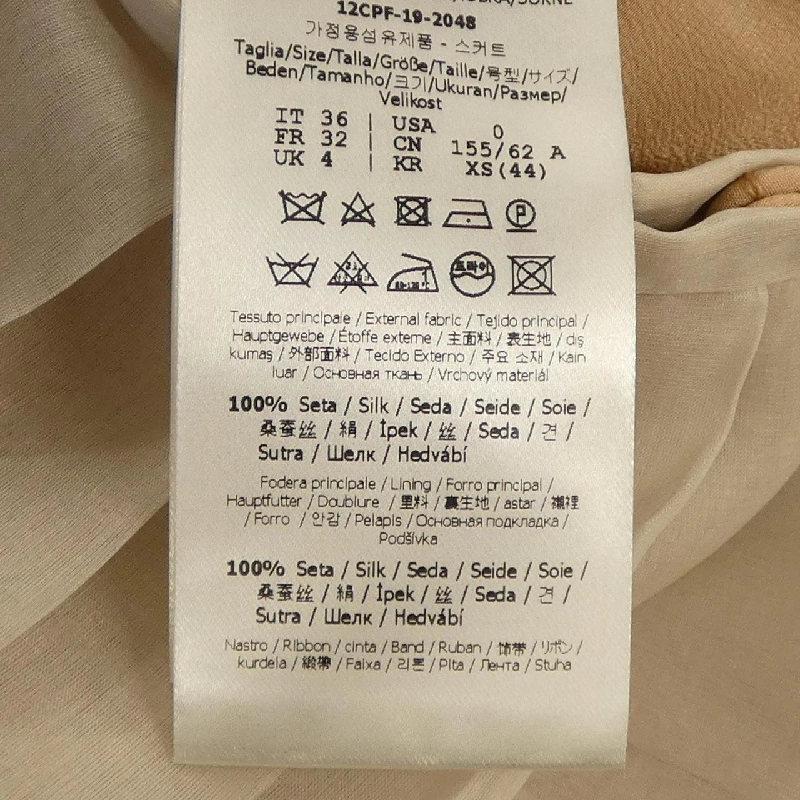 12CPF-19-2048
가정용섬유제품 - 스커트
Taglia/Size/Talla/Größe/Taille/号型/サイズ/
Beden/Tamanho/크기/Ukuran/Размер/
Velikost
IT 36 | USA 0
FR 32 | CN 155/62 A
UK 4 | KR XS(44)
P
드라이
Tessuto principale / External fabric / Tejido principal /
Hauptgewebe / Étoffe externe / 主面料 / 表生地 / dış
kumaş / 外部面料 / Tecido Externo / 주요 소재 / Kain
luar / Основная ткань / Vrchový materiál
100% Seta / Silk / Seda / Seide / Soie /
桑蚕丝 / 絹 / İpek / 丝 / Seda / 견 /
Sutra / Шелк / Hedvábí
Fodera principale / Lining / Forro principal /
Hauptfutter / Doublure / 里料 / 裏生地 / astar / 襯裡
/ Forro / 안감 / Pelapis / Основная подкладка /
Podšívka
100% Seta / Silk / Seda / Seide / Soie /
桑蚕丝 / 絹 / İpek / 丝 / Seda / 견 /
Sutra / Шелк / Hedvábí
Nastro / Ribbon / cinta / Band / Ruban / 饰带 / リボン /
kurdela / 緞帶 / Faixa / 리본 / Pita / Лента / Stuha